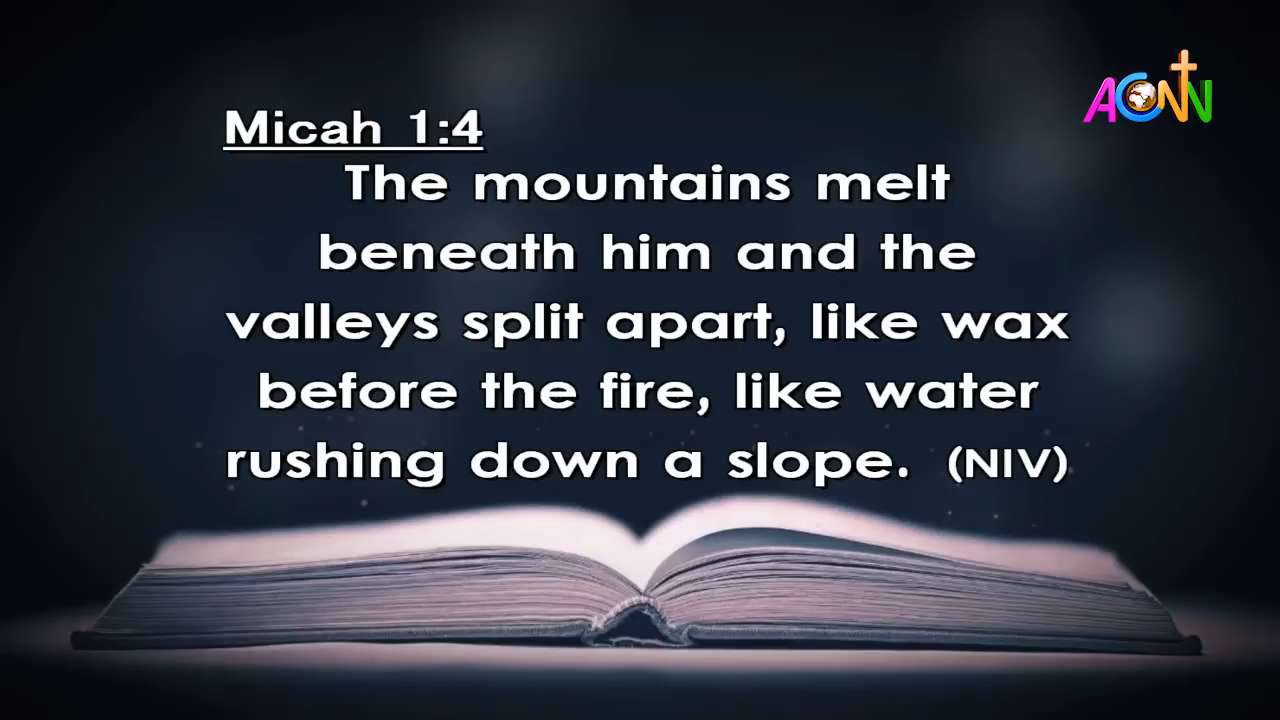 ACNN
Micah 1:4
The mountains melt
beneath him and the
valleys split apart, like wax
before the fire, like water
rushing down a slope. (NIV)